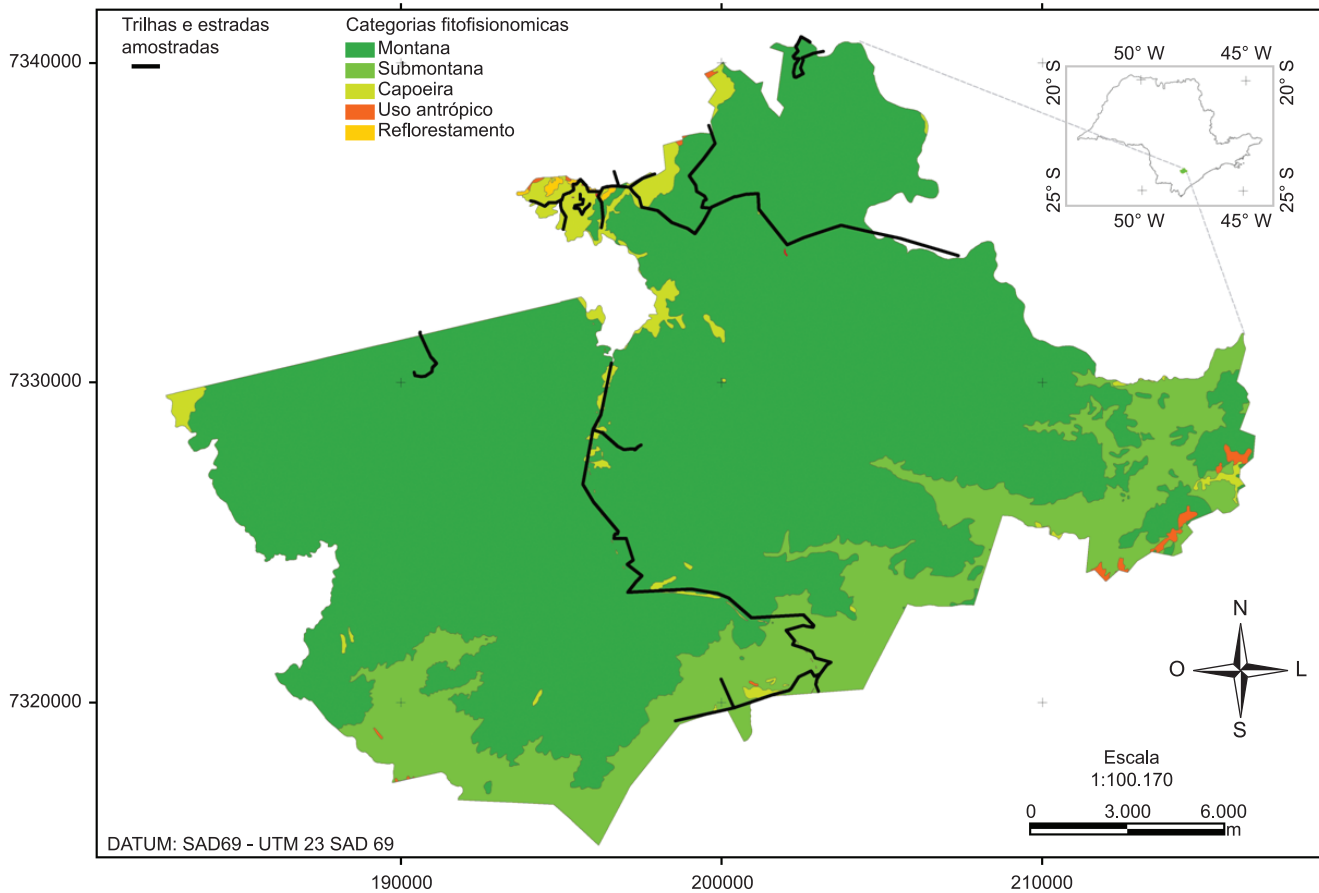 Trilhas e estradas
amostradas
Categorias fitofisionomicas
Montana
Submontana
Capoeira
Uso antrópico
Reflorestamento
50° W
45° W
20° S
20° S
25° S
25° S
50° W
45° W
7340000
7330000
7320000
N
O
L
S
Escala
1:100.170
0
3.000
6.000
m
DATUM: SAD69 - UTM 23 SAD 69
190000
200000
210000